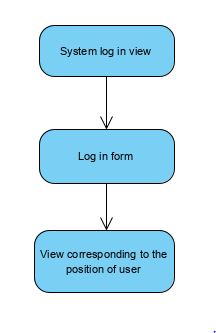 System log in view
Log in form
View corresponding to the
position of user